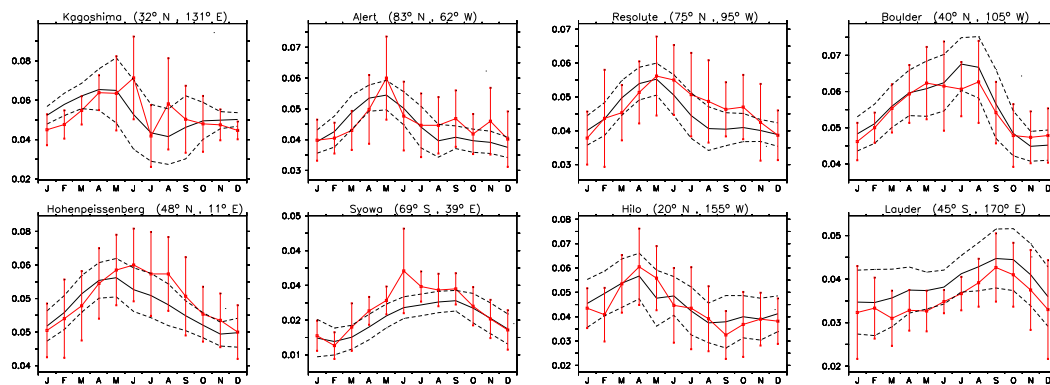 Kagoshima (32° N , 131° E)
0.08
0.06
0.04
0.02
J F M A M J J A S O N D
Alert (83° N , 62° W)
0.07
0.06
0.05
0.04
0.03
J F M A M J J A S O N D
Resolute (75° N , 95° W)
0.07
0.06
0.05
0.04
0.03
J F M A M J J A S O N D
Boulder (40° N , 105° W)
0.07
0.06
0.05
0.04
J F M A M J J A S O N D
Hohenpeissenberg (48° N , 11° E)
0.08
0.06
0.05
0.05
0.04
J F M A M J J A S O N D
Syowa (69° S , 39° E)
0.05
0.04
0.02
0.01
J F M A M J J A S O N D
Hilo (20° N , 155° W)
0.08
0.07
0.06
0.05
0.04
0.03
0.02
J F M A M J J A S O N D
Lauder (45° S , 170° E)
0.05
0.04
0.03
0.02
J F M A M J J A S O N D